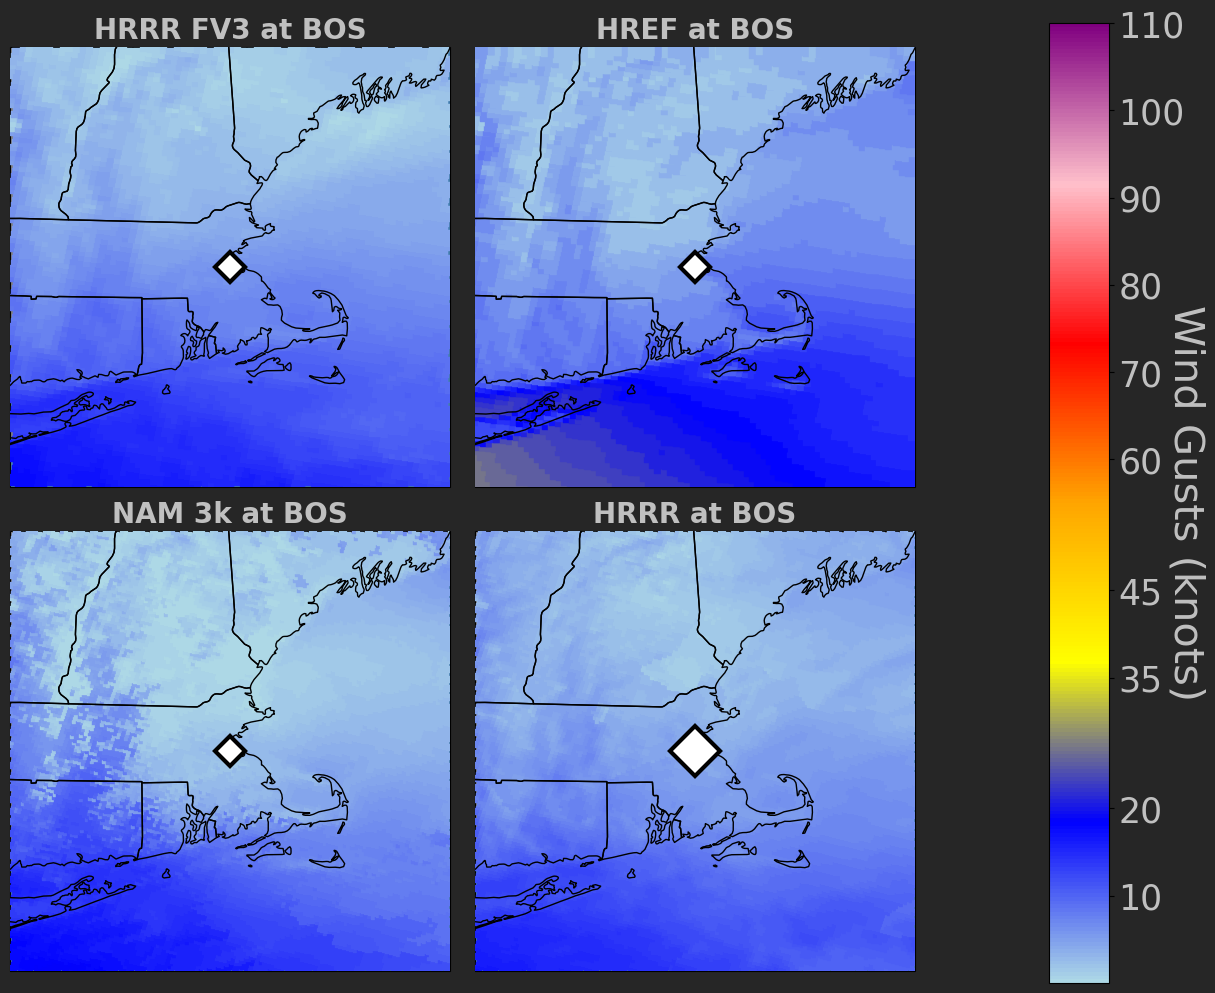 HRRR FV3 at BOS
HREF at BOS
NAM 3k at BOS
HRRR at BOS
110
100
90
80
70
60
45
35
20
10
Wind Gusts (knots)